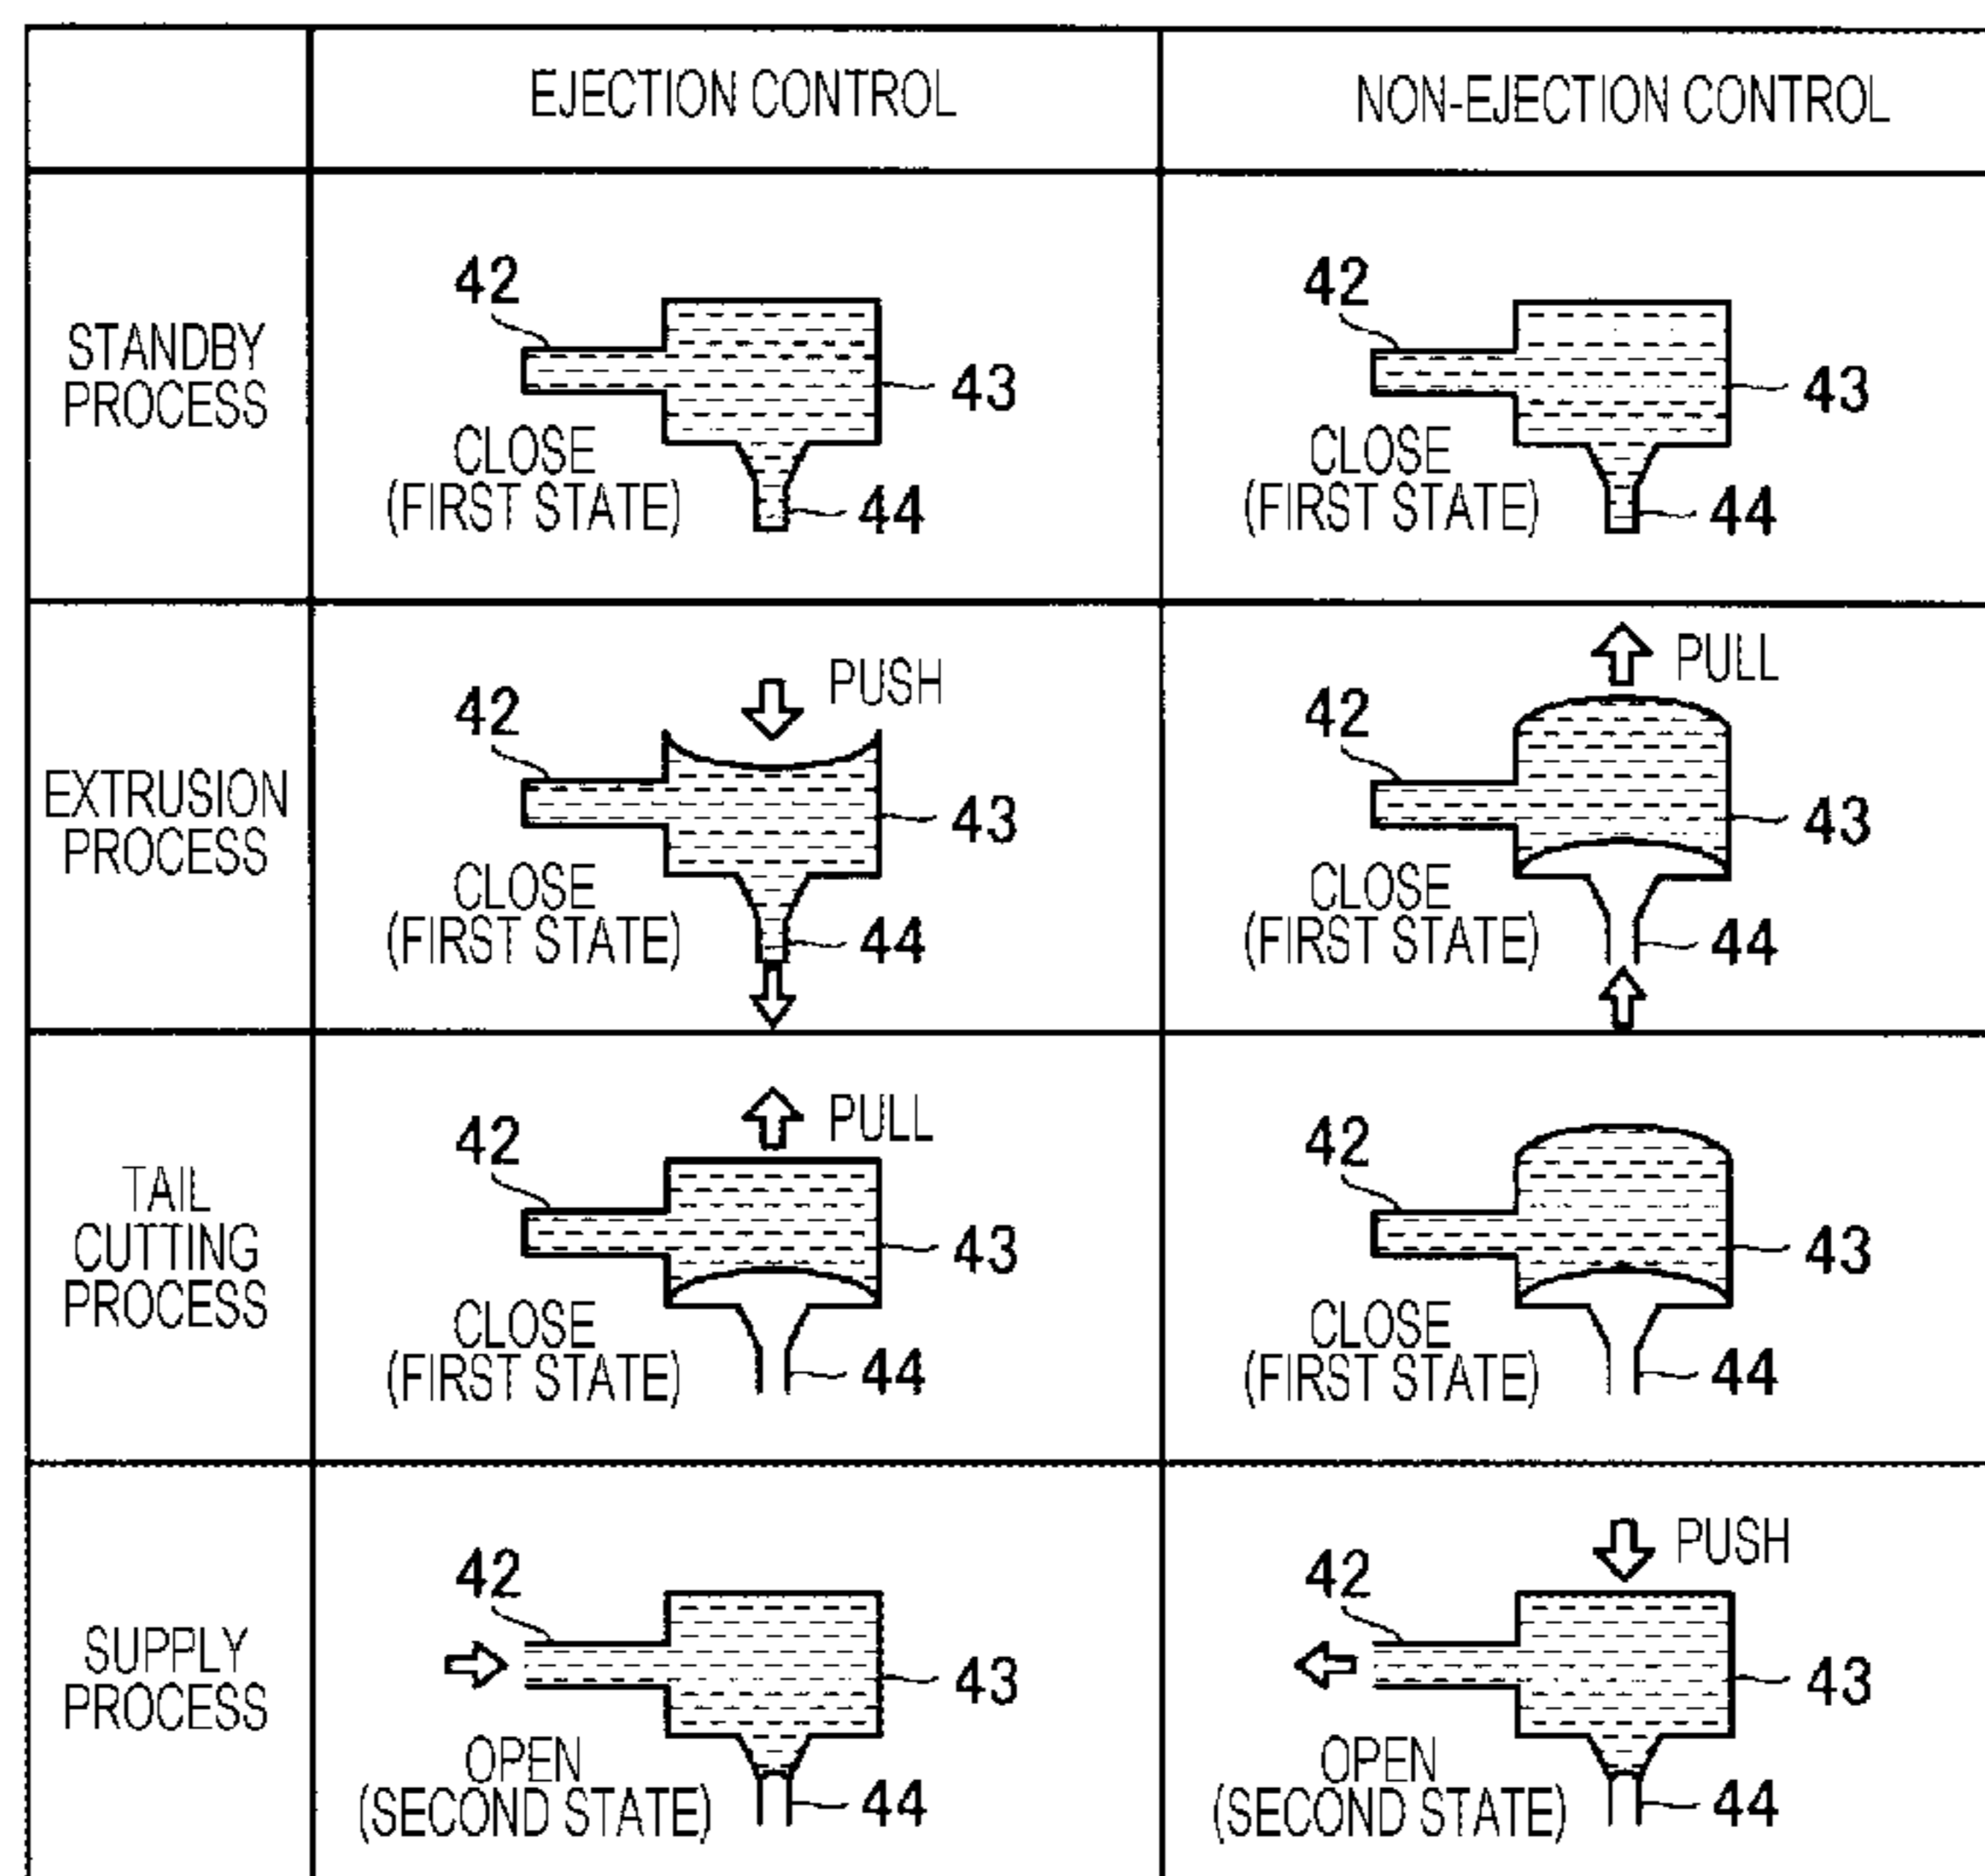 EJECTION CONTROL
NON-EJECTION CONTROL
STANDBY
PROCESS
42
43
CLOSE
(FIRST STATE)
44
42
43
CLOSE
(FIRST STATE)
44
EXTRUSION
PROCESS
PUSH
42
43
CLOSE
(FIRST STATE)
44
PULL
42
43
CLOSE
(FIRST STATE)
44
TAIL
CUTTING
PROCESS
PULL
42
43
CLOSE
(FIRST STATE)
44
42
43
CLOSE
(FIRST STATE)
44
SUPPLY
PROCESS
42
43
OPEN
(SECOND STATE)
44
PUSH
42
43
OPEN
(SECOND STATE)
44